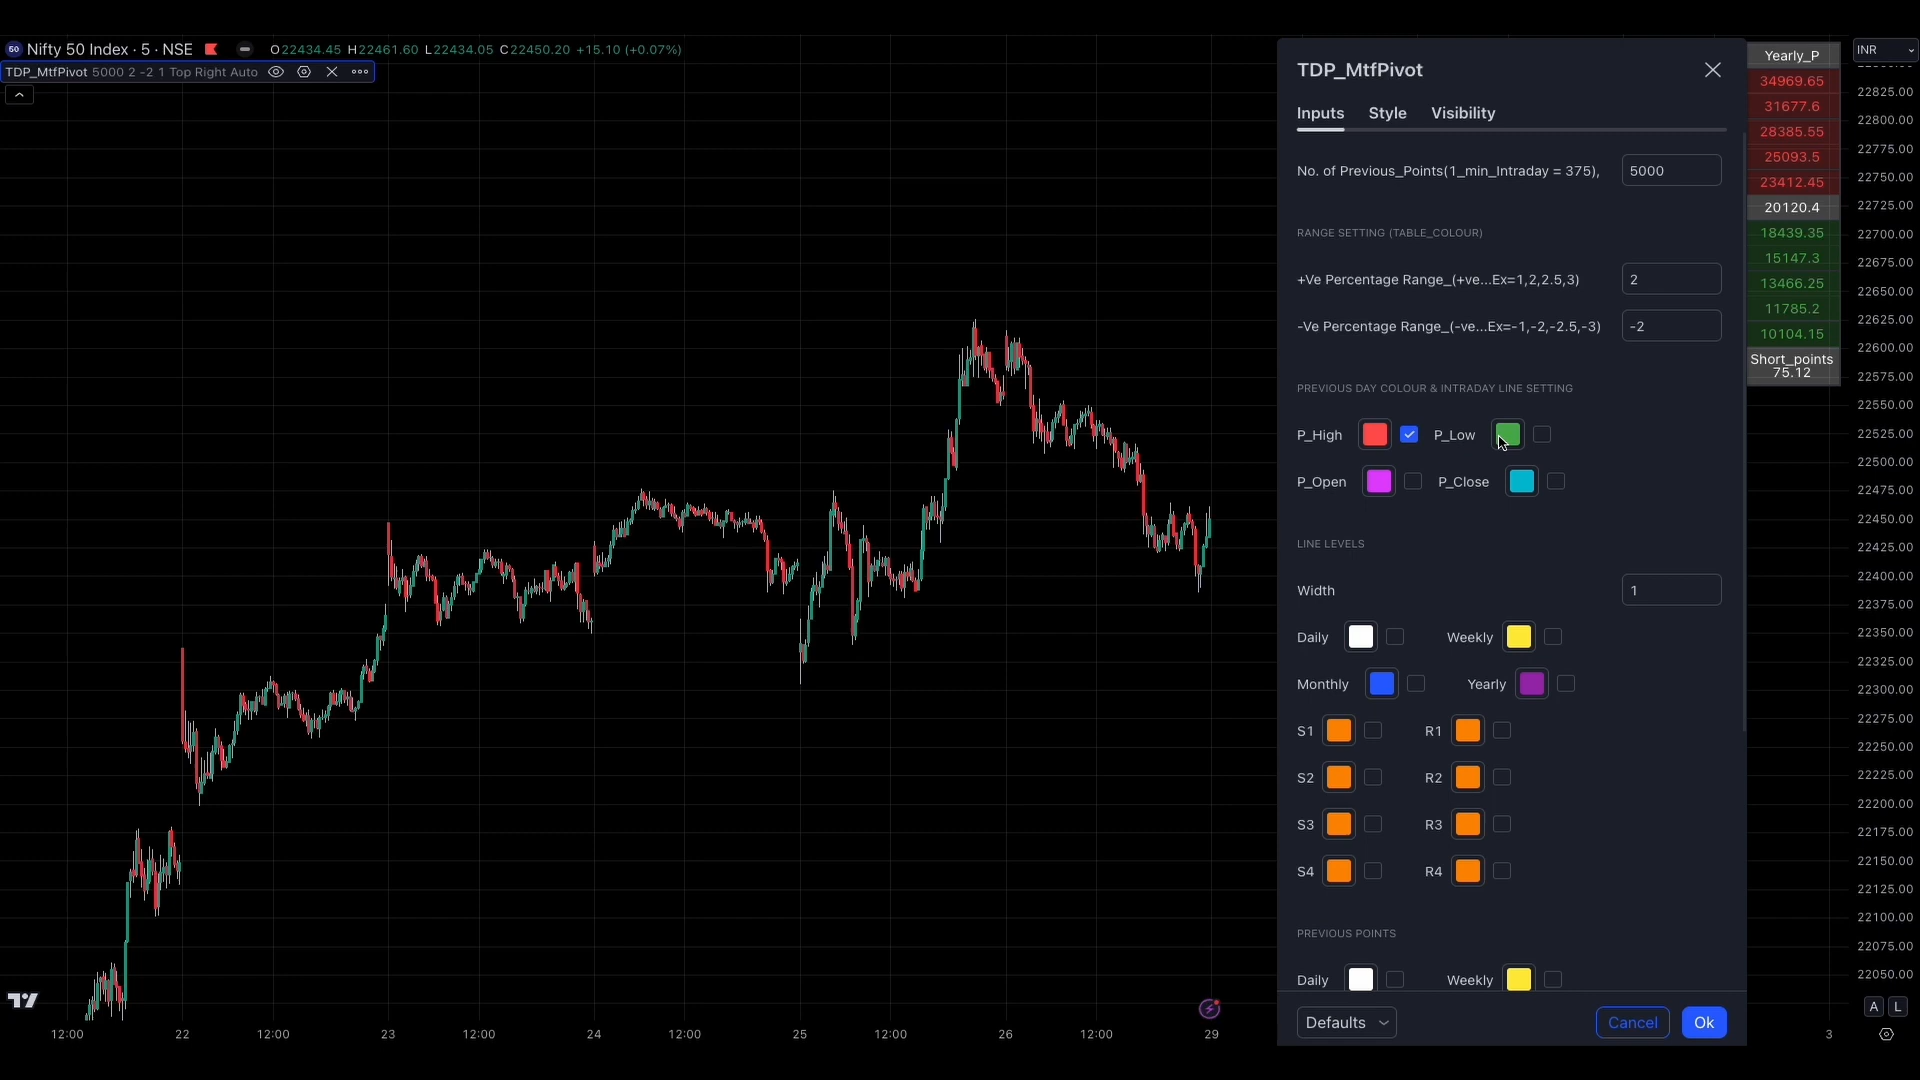 50 Nifty 50 Index · 5 · NSE O22434.45 H22461.60 L22434.05 C22450.20 +15.10 (+0.07%)
TDP_MtfPivot 5000 2 -2 1 Top Right Auto
TDP_MtfPivot
Inputs Style Visibility
No. of Previous_Points(1_min_Intraday = 375), 5000
RANGE SETTING (TABLE_COLOUR)
+Ve Percentage Range_(+ve...Ex=1,2,2.5,3) 2
-Ve Percentage Range_(-ve...Ex=-1,-2,-2.5,-3) -2
PREVIOUS DAY COLOUR & INTRADAY LINE SETTING
P_High P_Low
P_Open P_Close
LINE LEVELS
Width 1
Daily Weekly
Monthly Yearly
S1 R1
S2 R2
S3 R3
S4 R4
PREVIOUS POINTS
Daily Weekly
Defaults Cancel Ok
Yearly_P
34969.65
31677.6
28385.55
25093.5
23412.45
20120.4
18439.35
15147.3
13466.25
11785.2
10104.15
Short_points
75.12
INR
22825.00
22800.00
22775.00
22750.00
22725.00
22700.00
22675.00
22650.00
22625.00
22600.00
22575.00
22550.00
22525.00
22500.00
22475.00
22450.00
22425.00
22400.00
22375.00
22350.00
22325.00
22300.00
22275.00
22250.00
22225.00
22200.00
22175.00
22150.00
22125.00
22100.00
22075.00
22050.00
A L
12:00 22 12:00 23 12:00 24 12:00 25 12:00 26 12:00 29 3